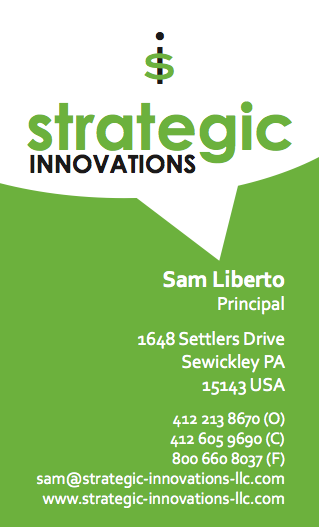 strategic
INNOVATIONS
Sam Liberto
Principal
1648 Settlers Drive
Sewickley PA
15143 USA
412 213 8670 (O)
412 605 9690 (C)
800 660 8037 (F)
sam@strategic-innovations-llc.com
www.strategic-innovations-llc.com